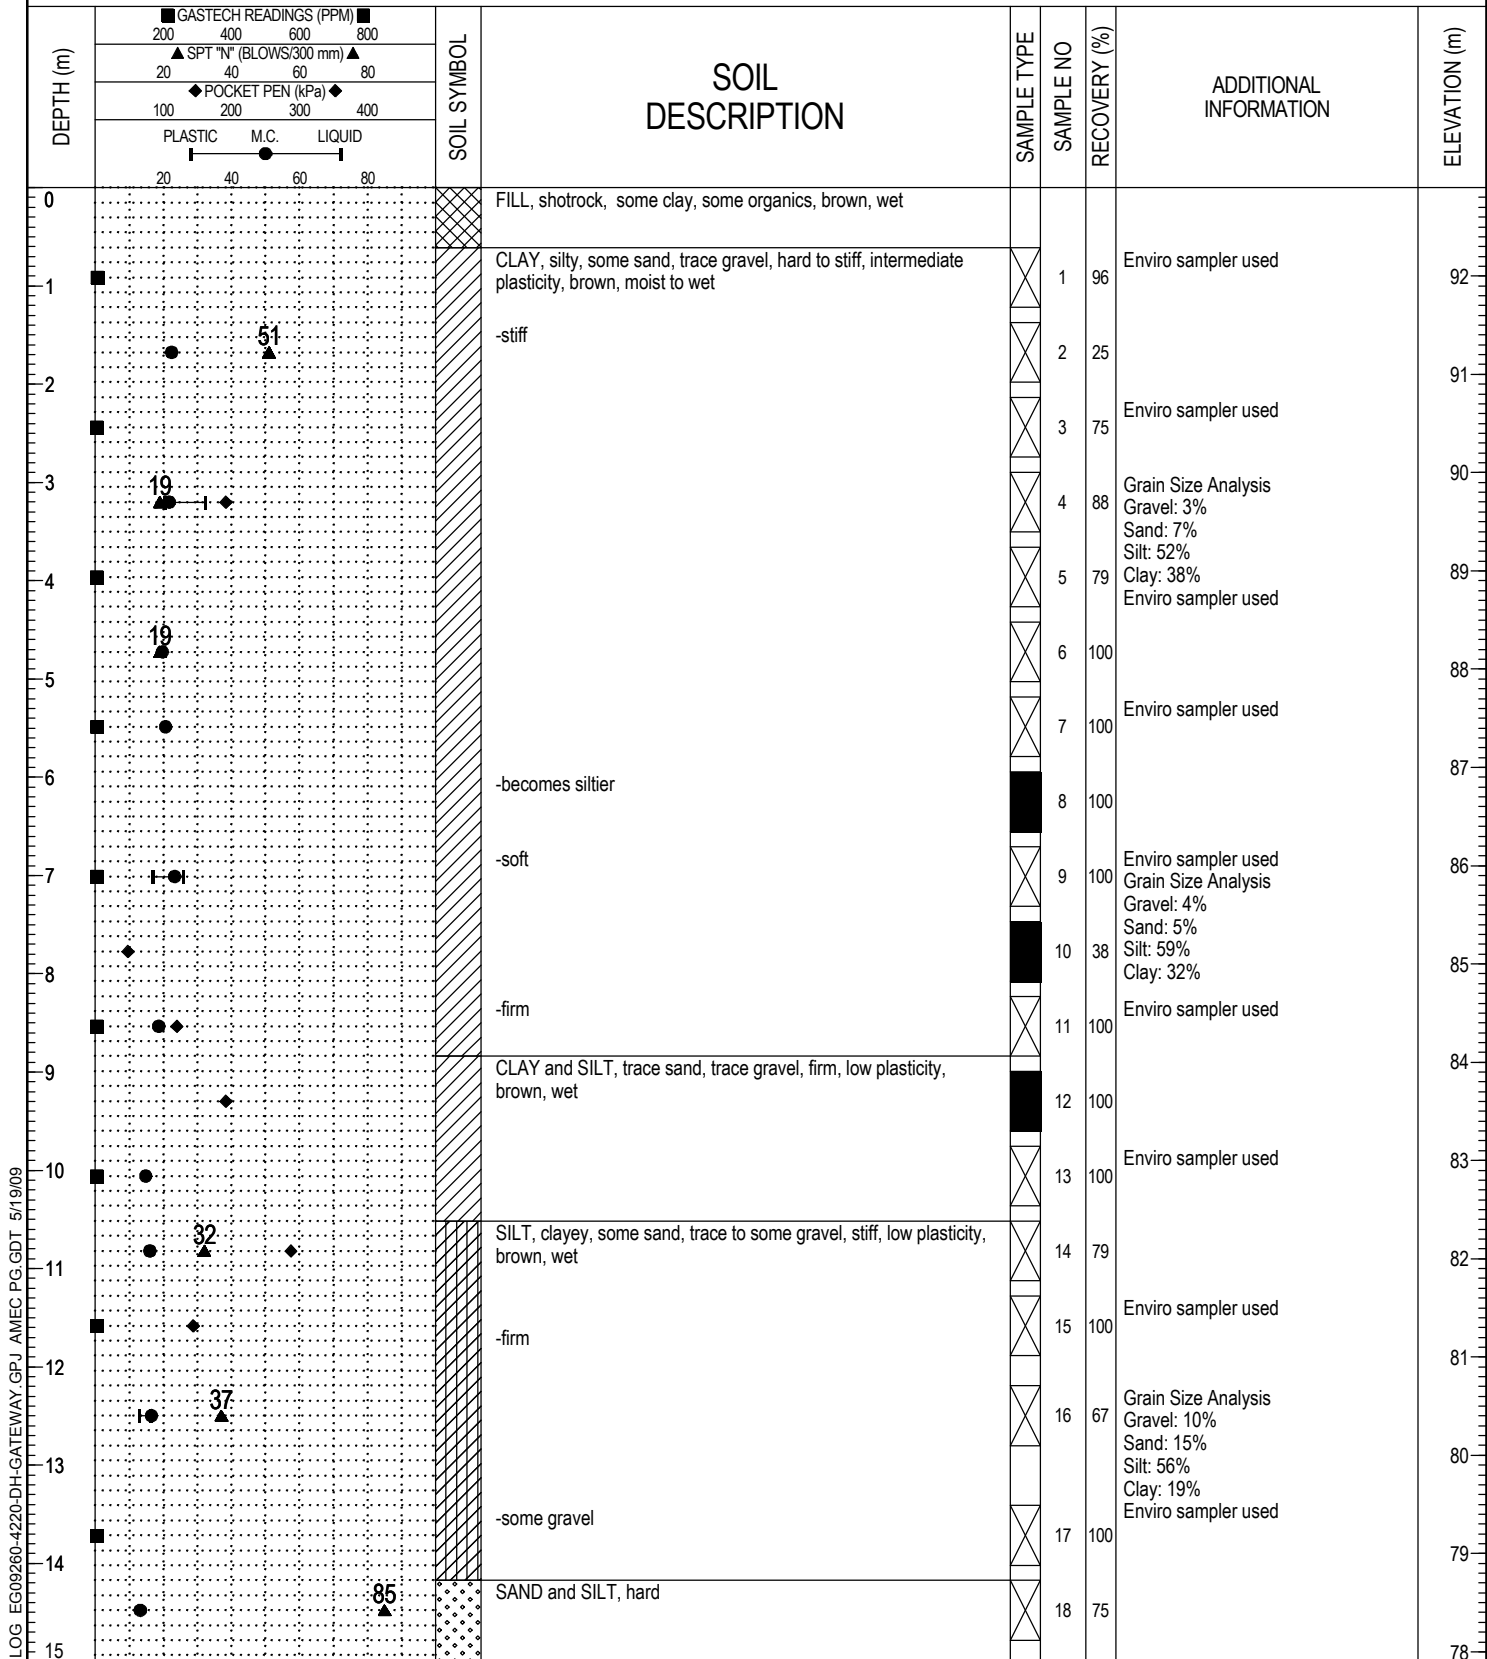 ■ GASTECH READINGS (PPM) ■
200 400 600 800
▲ SPT "N" (BLOWS/300 mm) ▲
20 40 60 80
◆ POCKET PEN (kPa) ◆
100 200 300 400
PLASTIC M.C. LIQUID
20 40 60 80
DEPTH (m)
SOIL SYMBOL
SOIL
DESCRIPTION
SAMPLE TYPE
SAMPLE NO
RECOVERY (%)
ADDITIONAL
INFORMATION
ELEVATION (m)
0
FILL, shotrock, some clay, some organics, brown, wet
CLAY, silty, some sand, trace gravel, hard to stiff, intermediate
plasticity, brown, moist to wet
1 96
Enviro sampler used
92
1
51
-stiff
2 25
91
2
3 75
Enviro sampler used
90
3
19
4 88
Grain Size Analysis
Gravel: 3%
Sand: 7%
Silt: 52%
Clay: 38%
5 79
89
4
Enviro sampler used
19
6 100
88
5
7 100
Enviro sampler used
87
6
-becomes siltier
8 100
-soft
9 100
Enviro sampler used
Grain Size Analysis
Gravel: 4%
Sand: 5%
Silt: 59%
Clay: 32%
86
7
10 38
85
8
-firm
11 100
Enviro sampler used
84
9
CLAY and SILT, trace sand, trace gravel, firm, low plasticity,
brown, wet
12 100
13 100
Enviro sampler used
83
10
32
SILT, clayey, some sand, trace to some gravel, stiff, low plasticity,
brown, wet
14 79
82
11
15 100
Enviro sampler used
-firm
81
12
37
16 67
Grain Size Analysis
Gravel: 10%
Sand: 15%
Silt: 56%
Clay: 19%
80
13
Enviro sampler used
-some gravel
17 100
79
14
85
SAND and SILT, hard
18 75
78
15
LOG EG09260-4220-DH-GATEWAY.GPJ AMEC PG.GDT 5/19/09